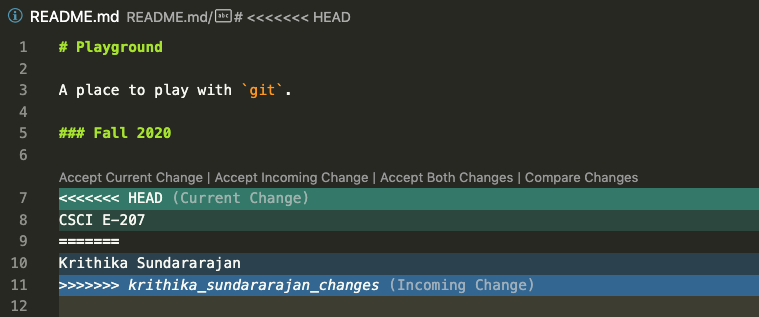 README.md README.md/abc# <<<<<<< HEAD
1 # Playground
2
3 A place to play with `git`.
4
5 ### Fall 2020
6
Accept Current Change | Accept Incoming Change | Accept Both Changes | Compare Changes
7 <<<<<<< HEAD (Current Change)
8 CSCI E-207
9 =======
10 Krithika Sundararajan
11 >>>>>>> krithika_sundararajan_changes (Incoming Change)
12